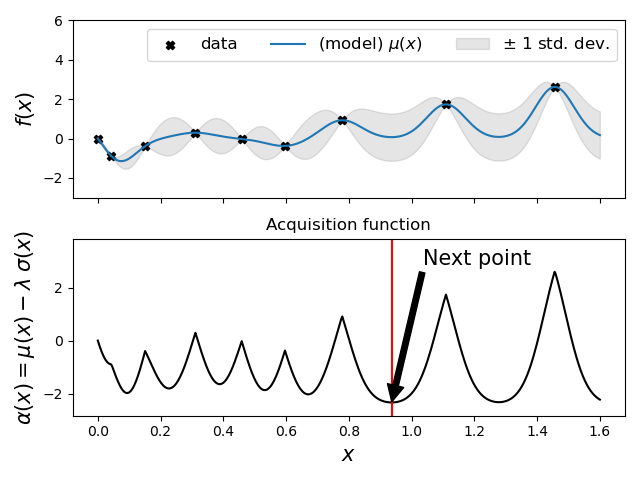 6
4
2
0
−2
f(x)
data
(model) μ(x)
± 1 std. dev.
Acquisition function
Next point
2
0
−2
α(x) = μ(x) − λ σ(x)
0.0 0.2 0.4 0.6 0.8 1.0 1.2 1.4 1.6
x